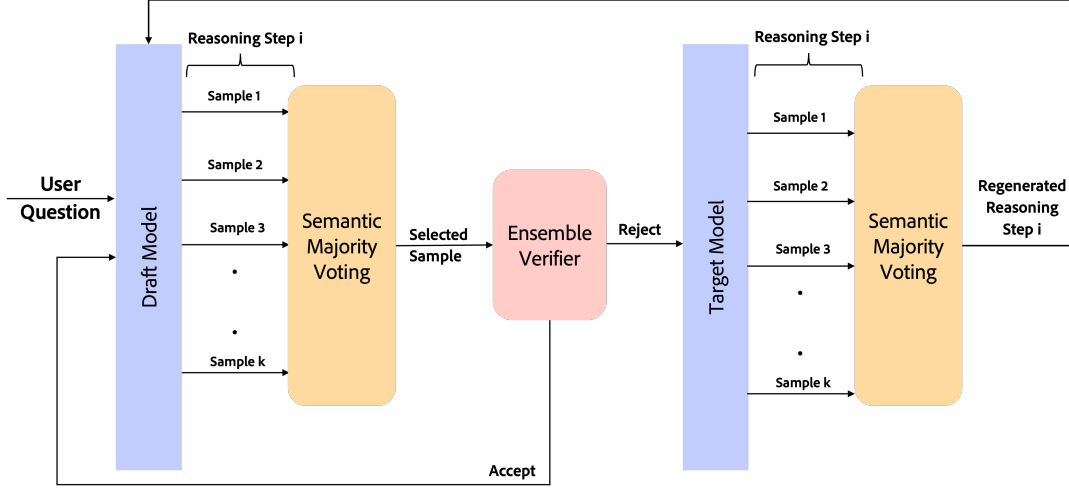 Reasoning Step i
Sample 1
Sample 2
Sample 3
Sample k
User
Question
Draft Model
Semantic
Majority
Voting
Selected
Sample
Ensemble
Verifier
Accept
Reject
Target Model
Reasoning Step i
Sample 1
Sample 2
Sample 3
Sample k
Semantic
Majority
Voting
Regenerated
Reasoning
Step i